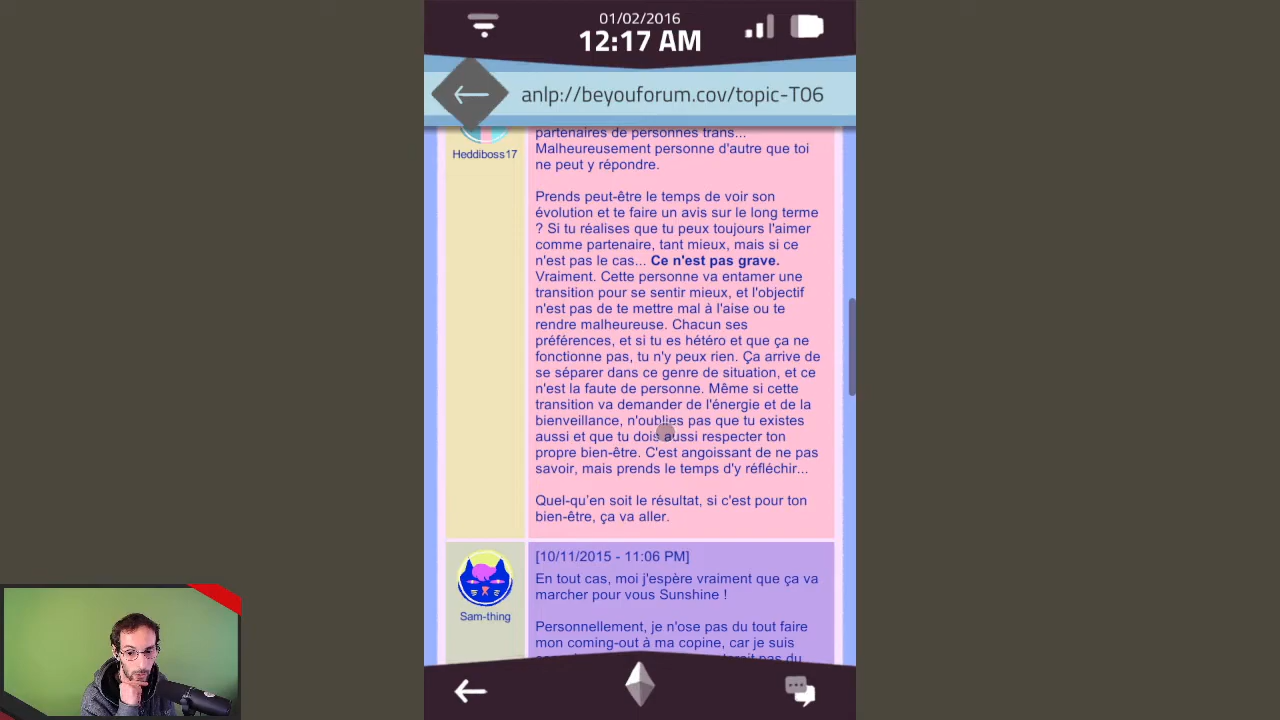 01/02/2016
12:17 AM
anlp://beyouforum.cov/topic-T06
Heddiboss17
partenaires de personnes trans...
Malheureusement personne d'autre que toi
ne peut y répondre.
Prends peut-être le temps de voir son
évolution et te faire un avis sur le long terme
? Si tu réalises que tu peux toujours l'aimer
comme partenaire, tant mieux, mais si ce
n'est pas le cas... Ce n'est pas grave.
Vraiment. Cette personne va entamer une
transition pour se sentir mieux, et l'objectif
n'est pas de te mettre mal à l'aise ou te
rendre malheureuse. Chacun ses
préférences, et si tu es hétéro et que ça ne
fonctionne pas, tu n'y peux rien. Ça arrive de
se séparer dans ce genre de situation, et ce
n'est la faute de personne. Même si cette
transition va demander de l'énergie et de la
bienveillance, n'oublies pas que tu existes
aussi et que tu dois aussi respecter ton
propre bien-être. C'est angoissant de ne pas
savoir, mais prends le temps d'y réfléchir...
Quel-qu'en soit le résultat, si c'est pour ton
bien-être, ça va aller.
Sam-thing
[10/11/2015 - 11:06 PM]
En tout cas, moi j'espère vraiment que ça va
marcher pour vous Sunshine !
Personnellement, je n'ose pas du tout faire
mon coming-out à ma copine, car je suis
pas du